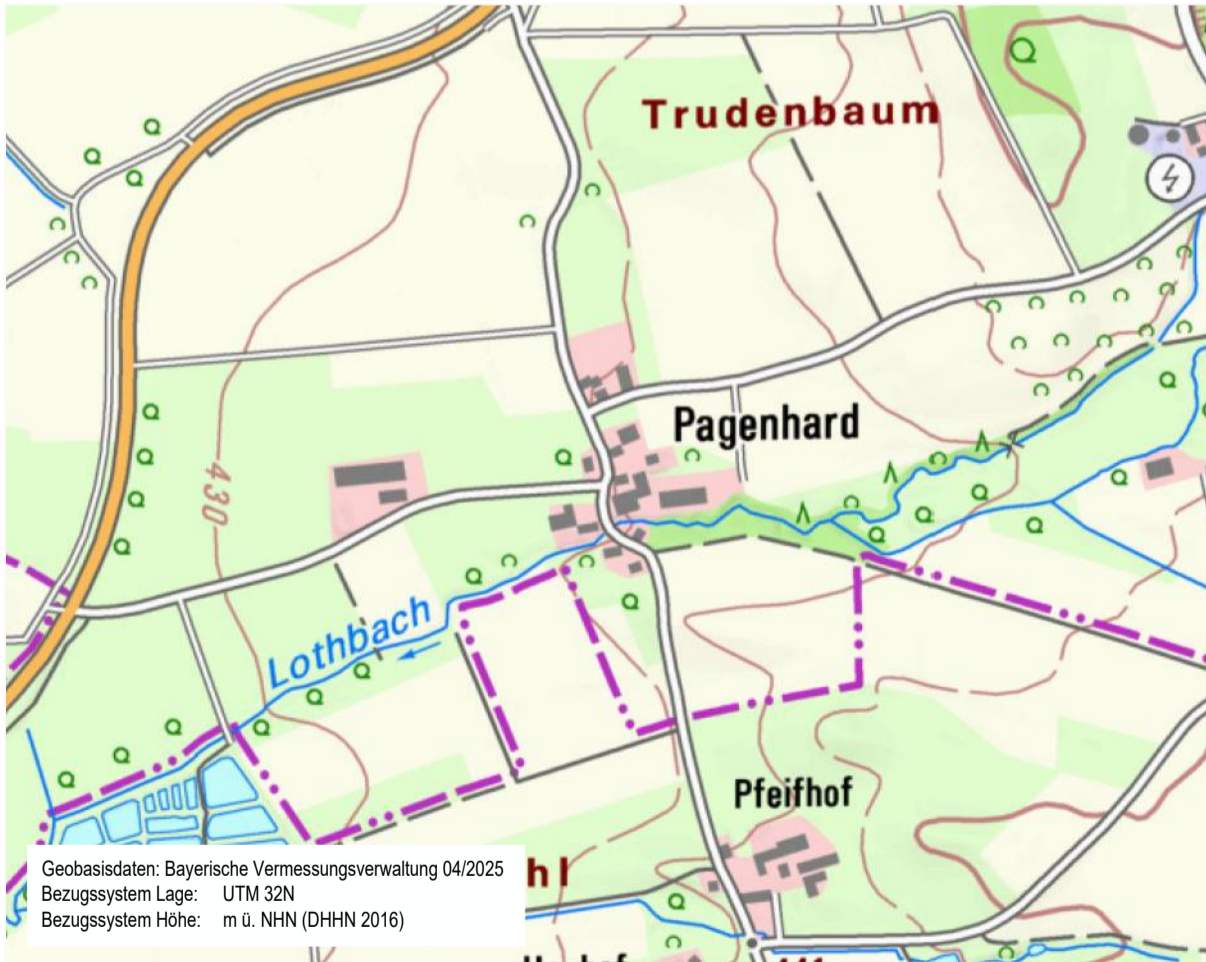 Trudenbaum
Pagenhard
430
Lothbach
Pfeifhof
Geobasisdaten: Bayerische Vermessungsverwaltung 04/2025
Bezugssystem Lage: UTM 32N
Bezugssystem Höhe: m ü. NHN (DHHN 2016)
hl